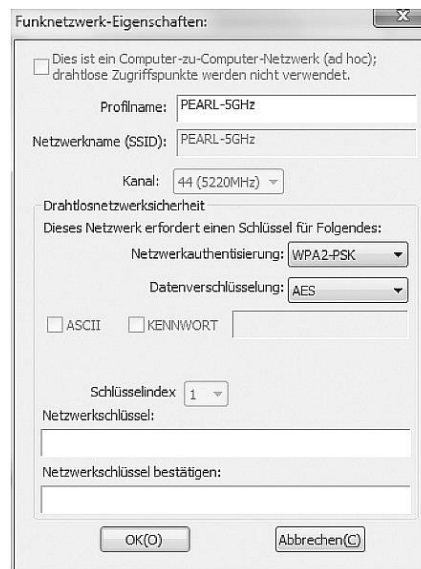 Funknetzwerk-Eigenschaften:
Dies ist ein Computer-zu-Computer-Netzwerk (ad hoc);
drahtlose Zugriffspunkte werden nicht verwendet.
Profilname: PEARL-5GHz
Netzwerkname (SSID): PEARL-5GHz
Kanal: 44 (5220MHz)
Drahtlosnetzwerksicherheit
Dieses Netzwerk erfordert einen Schlüssel für Folgendes:
Netzwerkauthentisierung: WPA2-PSK
Datenverschlüsselung: AES
ASCII KENNWORT
Schlüsselindex 1
Netzwerkschlüssel:
Netzwerkschlüssel bestätigen:
OK(O) Abbrechen(C)